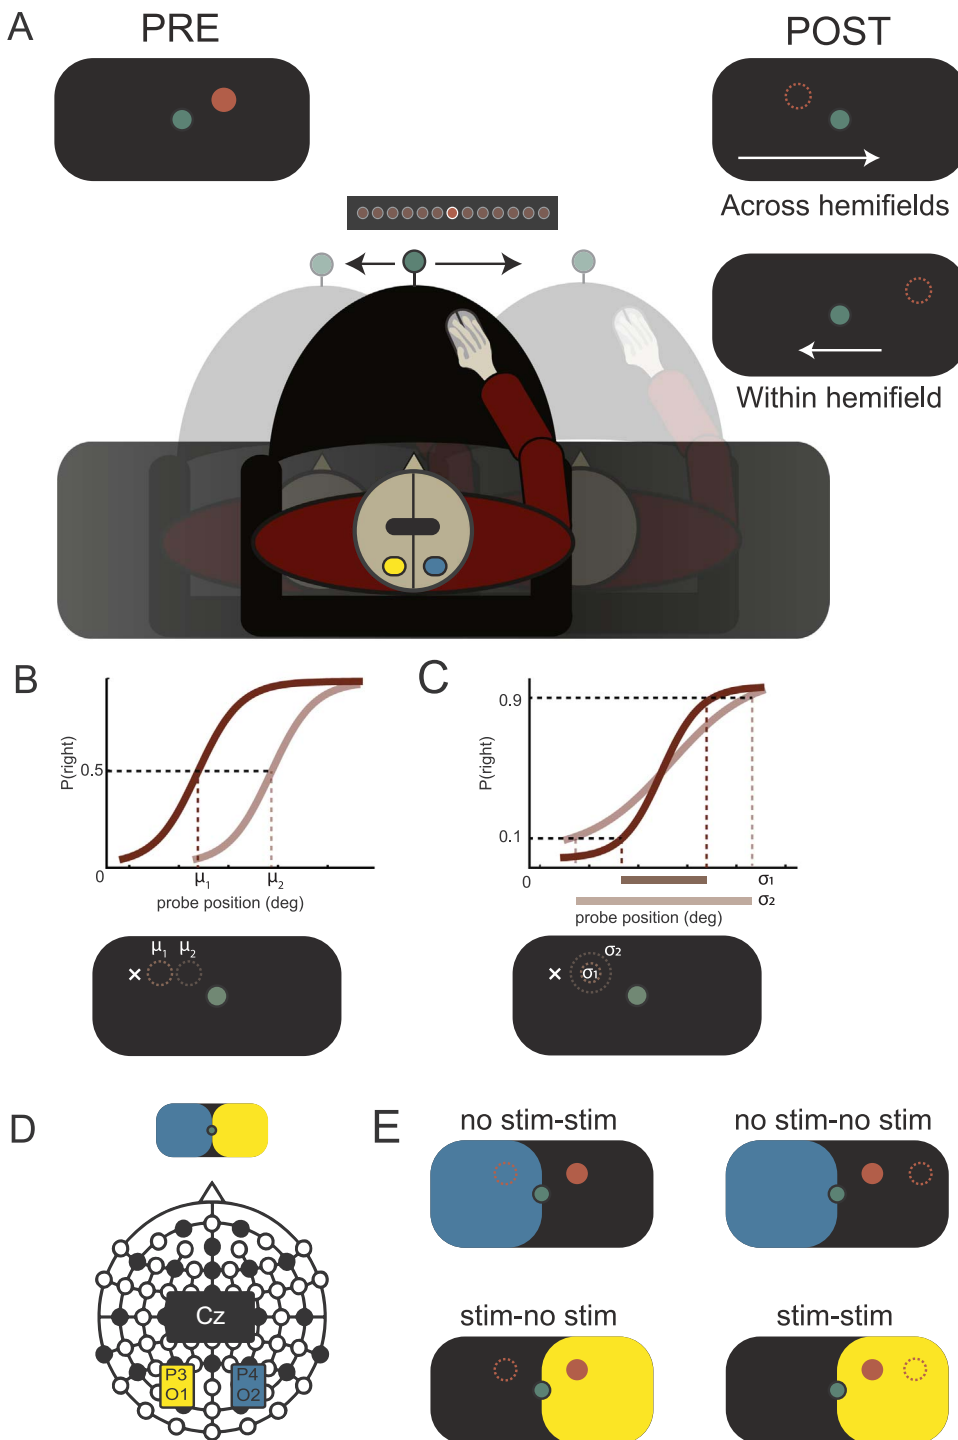 A
PRE
POST
Across hemifields
Within hemifield
B
P(right)
0.5
0
μ1
μ2
probe position (deg)
μ1
μ2
×
C
P(right)
0.9
0.1
0
σ1
σ2
probe position (deg)
σ2
×
σ1
D
Cz
P3
O1
P4
O2
E
no stim-stim
no stim-no stim
stim-no stim
stim-stim